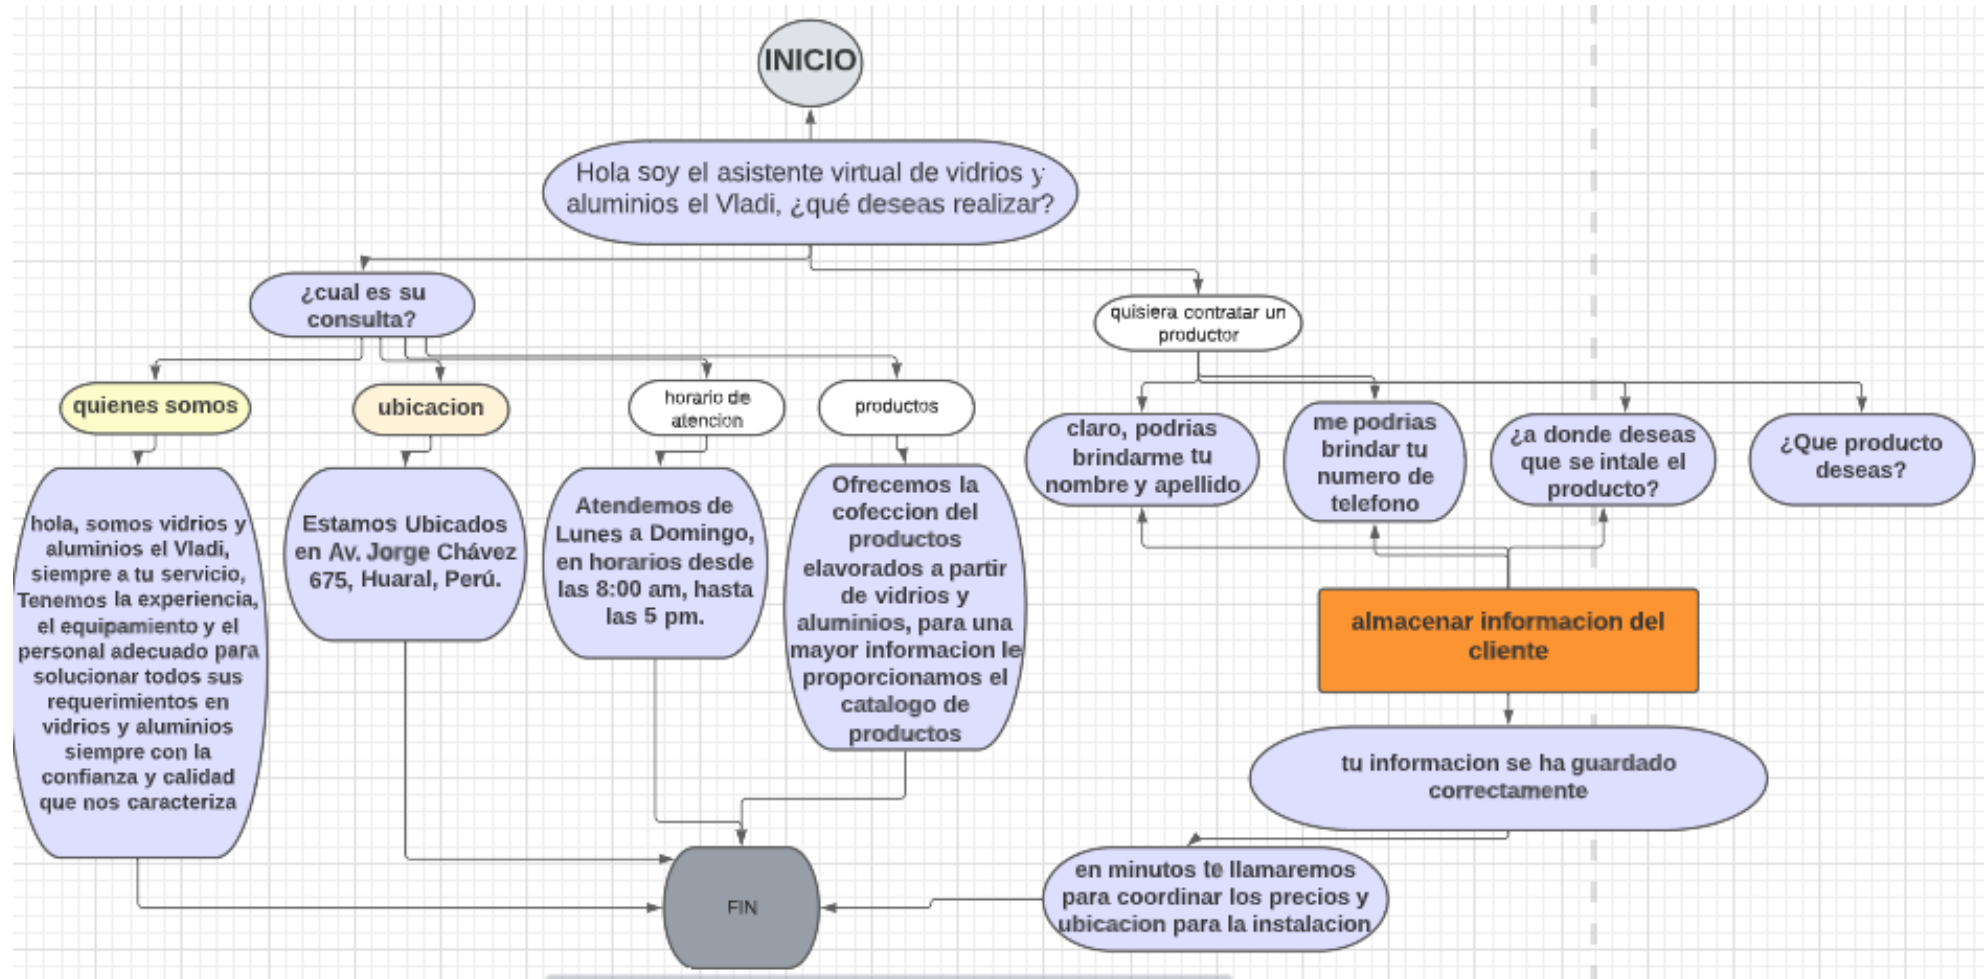 INICIO
Hola soy el asistente virtual de vidrios y
aluminios el Vladi, ¿qué deseas realizar?
¿cual es su
consulta?
quisiera contratar un
productor
quienes somos
ubicacion
horario de
atencion
productos
claro, podrias
brindarme tu
nombre y apellido
me podrias
brindar tu
numero de
telefono
¿a donde deseas
que se intale el
producto?
¿Que producto
deseas?
hola, somos vidrios y
aluminios el Vladi,
siempre a tu servicio,
Tenemos la experiencia,
el equipamiento y el
personal adecuado para
solucionar todos sus
requerimientos en
vidrios y aluminios
siempre con la
confianza y calidad
que nos caracteriza
Estamos Ubicados
en Av. Jorge Chávez
675, Huaral, Perú.
Atendemos de
Lunes a Domingo,
en horarios desde
las 8:00 am, hasta
las 5 pm.
Ofrecemos la
cofeccion del
productos
elavorados a partir
de vidrios y
aluminios, para una
mayor informacion le
proporcionamos el
catalogo de
productos
almacenar informacion del
cliente
tu informacion se ha guardado
correctamente
en minutos te llamaremos
para coordinar los precios y
ubicacion para la instalacion
FIN